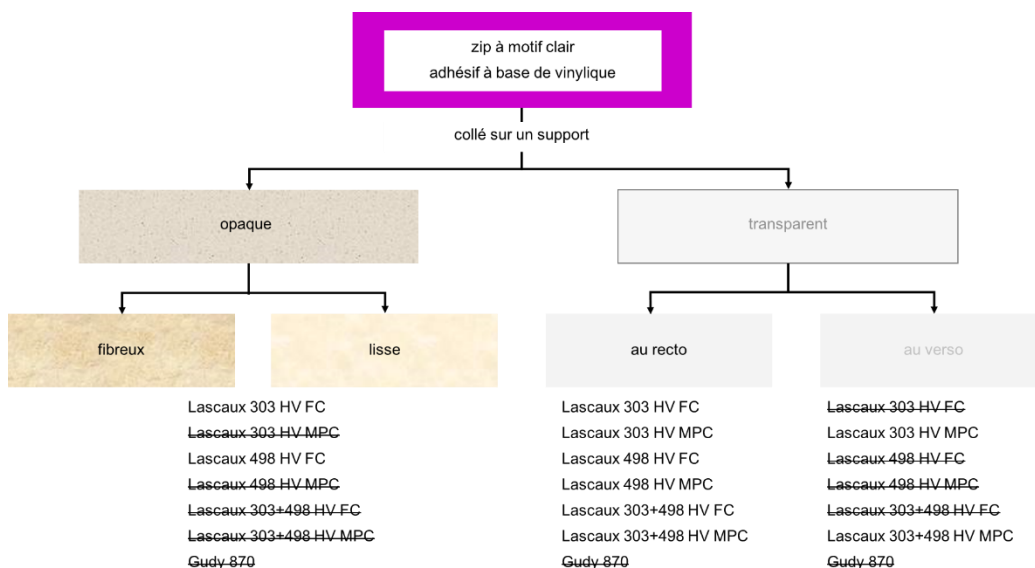 zip à motif clair
adhésif à base de vinylique
collé sur un support
opaque
transparent
fibreux
lisse
au recto
au verso
Lascaux 303 HV FC
Lascaux 303 HV MPC
Lascaux 498 HV FC
Lascaux 498 HV MPC
Lascaux 303+498 HV FC
Lascaux 303+498 HV MPC
Gudy 870
Lascaux 303 HV FC
Lascaux 303 HV MPC
Lascaux 498 HV FC
Lascaux 498 HV MPC
Lascaux 303+498 HV FC
Lascaux 303+498 HV MPC
Gudy 870
Lascaux 303 HV FC
Lascaux 303 HV MPC
Lascaux 498 HV FC
Lascaux 498 HV MPC
Lascaux 303+498 HV FC
Lascaux 303+498 HV MPC
Gudy 870